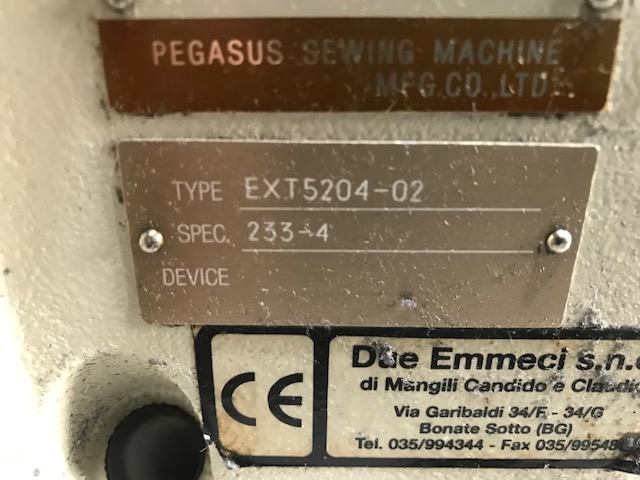 PEGASUS SEWING MACHINE
MFG.CO.,LTD.
TYPE EXT5204-02
SPEC. 233-4
DEVICE
CE
Due Emmeci s.n.c
di Mangili Candido e Claudio
Via Garibaldi 34/F - 34/G
Bonate Sotto (BG)
Tel. 035/994344 - Fax 035/99548